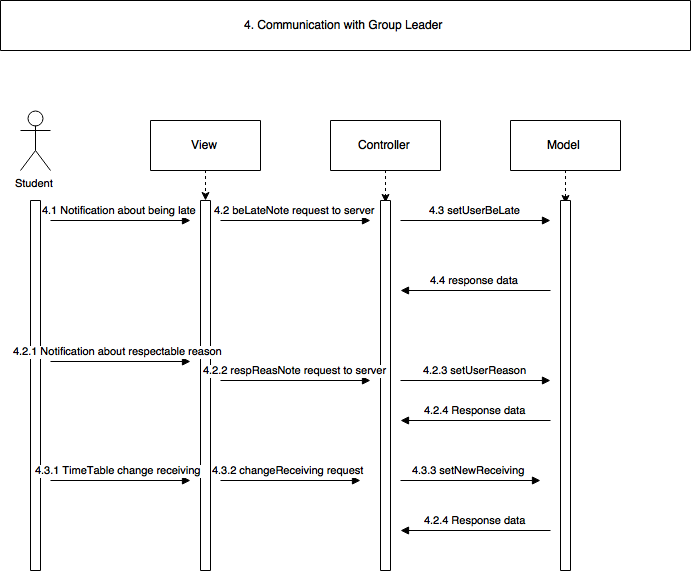 4. Communication with Group Leader
View
Controller
Model
Student
4.1 Notification about being late
4.2 beLateNote request to server
4.3 setUserBeLate
4.4 response data
4.2.1 Notification about respectable reason
4.2.2 respReasNote request to server
4.2.3 setUserReason
4.2.4 Response data
4.3.1 TimeTable change receiving
4.3.2 changeReceiving request
4.3.3 setNewReceiving
4.2.4 Response data